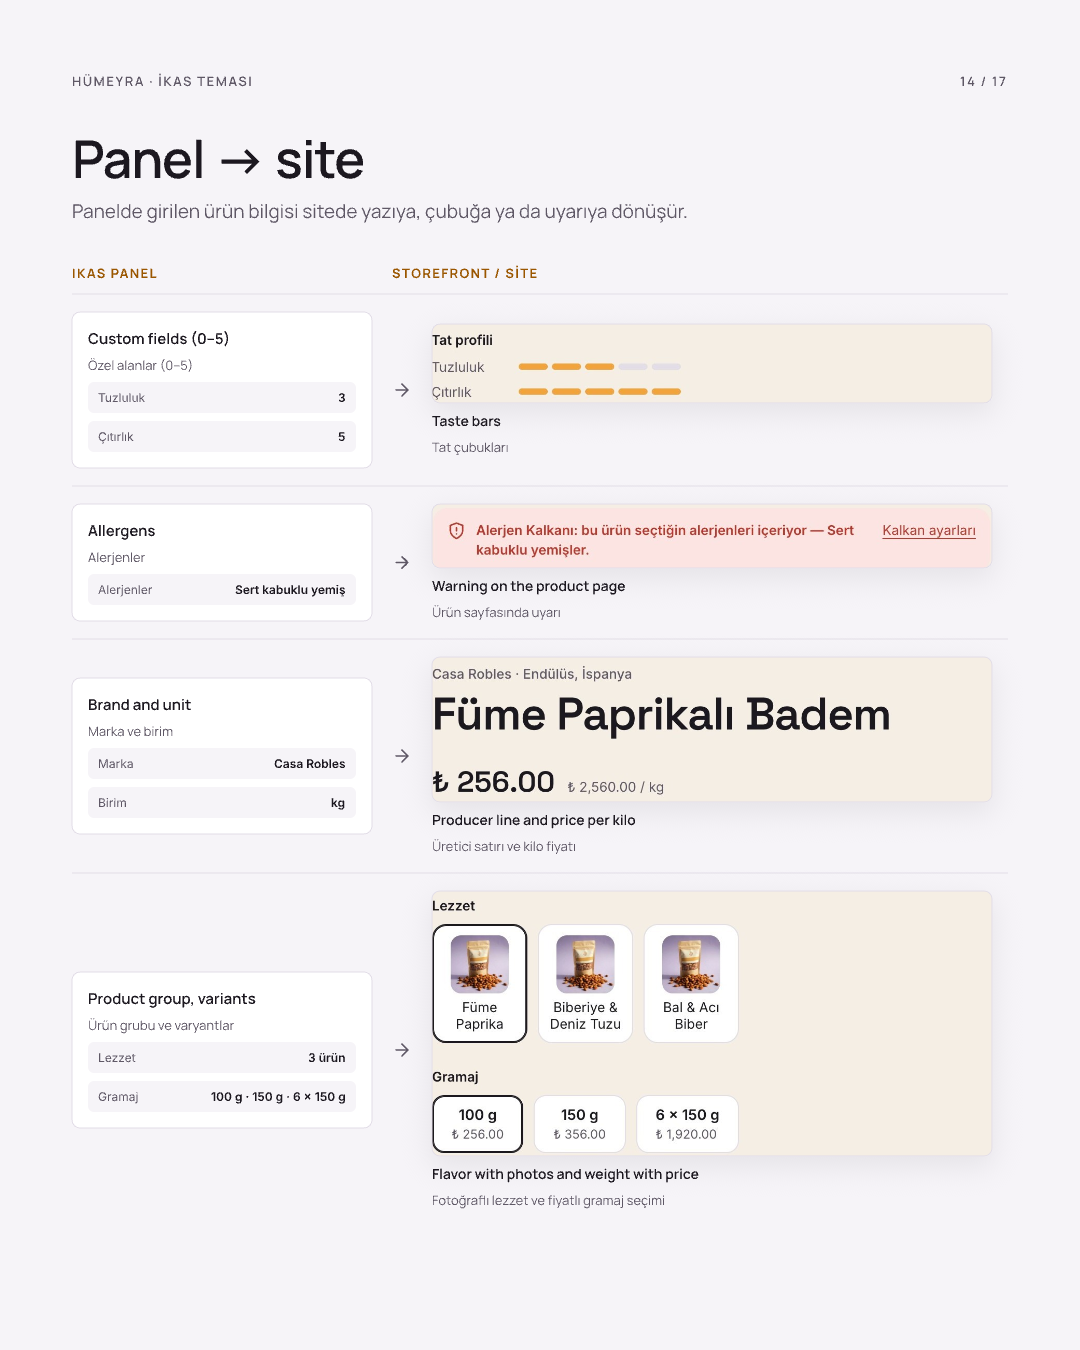 HÜMEYRA · İKAS TEMASI
14 / 17
Panel → site
Panelde girilen ürün bilgisi sitede yazıya, çubuğa ya da uyarıya dönüşür.
IKAS PANEL
STOREFRONT / SİTE
Custom fields (0–5)
Özel alanlar (0–5)
Tuzluluk 3
Çıtırlık 5
→
Tat profili
Tuzluluk
Çıtırlık
Taste bars
Tat çubukları
Allergens
Alerjenler
Alerjenler Sert kabuklu yemiş
→
Alerjen Kalkanı: bu ürün seçtiğin alerjenleri içeriyor — Sert
kabuklu yemişler.
Kalkan ayarları
Warning on the product page
Ürün sayfasında uyarı
Brand and unit
Marka ve birim
Marka Casa Robles
Birim kg
→
Casa Robles · Endülüs, İspanya
Füme Paprikalı Badem
₺ 256.00 ₺ 2,560.00 / kg
Producer line and price per kilo
Üretici satırı ve kilo fiyatı
Product group, variants
Ürün grubu ve varyantlar
Lezzet 3 ürün
Gramaj 100 g · 150 g · 6 × 150 g
→
Lezzet
Füme
Paprika
Biberiye &
Deniz Tuzu
Bal & Acı
Biber
Gramaj
100 g
₺ 256.00
150 g
₺ 356.00
6 × 150 g
₺ 1,920.00
Flavor with photos and weight with price
Fotoğraflı lezzet ve fiyatlı gramaj seçimi